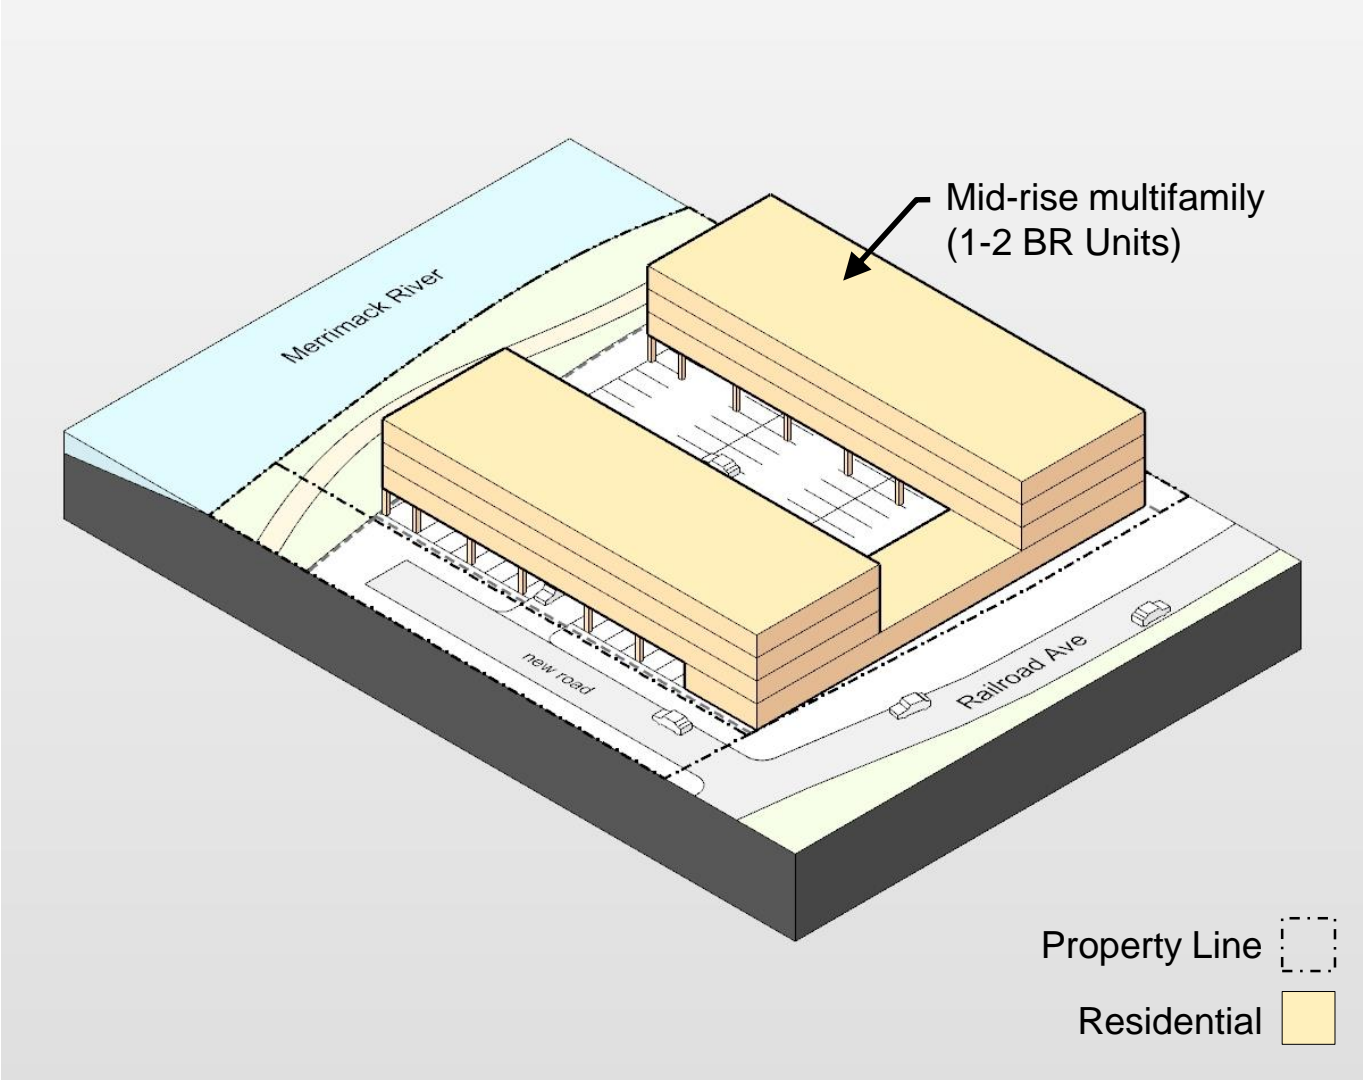 Mid-rise multifamily
(1-2 BR Units)
Merrimack River
new road
Railroad Ave
Property Line
Residential